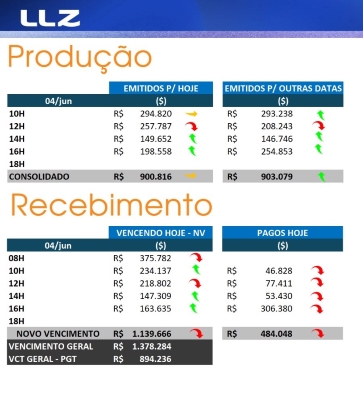 LLZ
Produção
EMITIDOS P/ HOJE EMITIDOS P/ OUTRAS DATAS
04/jun ($) ($)
10H R$ 294.820 R$ 293.238
12H R$ 257.787 R$ 208.243
14H R$ 149.652 R$ 146.746
16H R$ 198.558 R$ 254.853
18H
CONSOLIDADO R$ 900.816 R$ 903.079
Recebimento
VENCENDO HOJE - NV PAGOS HOJE
04/jun ($) ($)
08H R$ 375.782
10H R$ 234.137 R$ 46.828
12H R$ 218.802 R$ 77.411
14H R$ 147.309 R$ 53.430
16H R$ 163.635 R$ 306.380
18H
NOVO VENCIMENTO R$ 1.139.666 R$ 484.048
VENCIMENTO GERAL R$ 1.378.284
VCT GERAL - PGT R$ 894.236